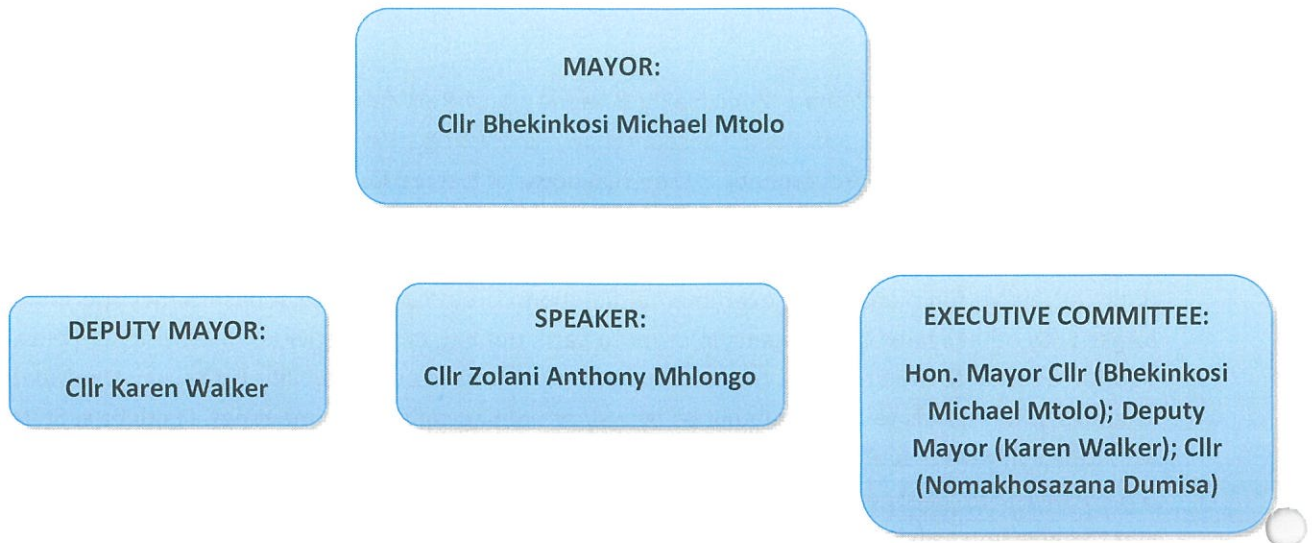 MAYOR:
Cllr Bhekinkosi Michael Mtolo
DEPUTY MAYOR:
Cllr Karen Walker
SPEAKER:
Cllr Zolani Anthony Mhlongo
EXECUTIVE COMMITTEE:
Hon. Mayor Cllr (Bhekinkosi
Michael Mtolo); Deputy
Mayor (Karen Walker); Cllr
(Nomakhosazana Dumisa)